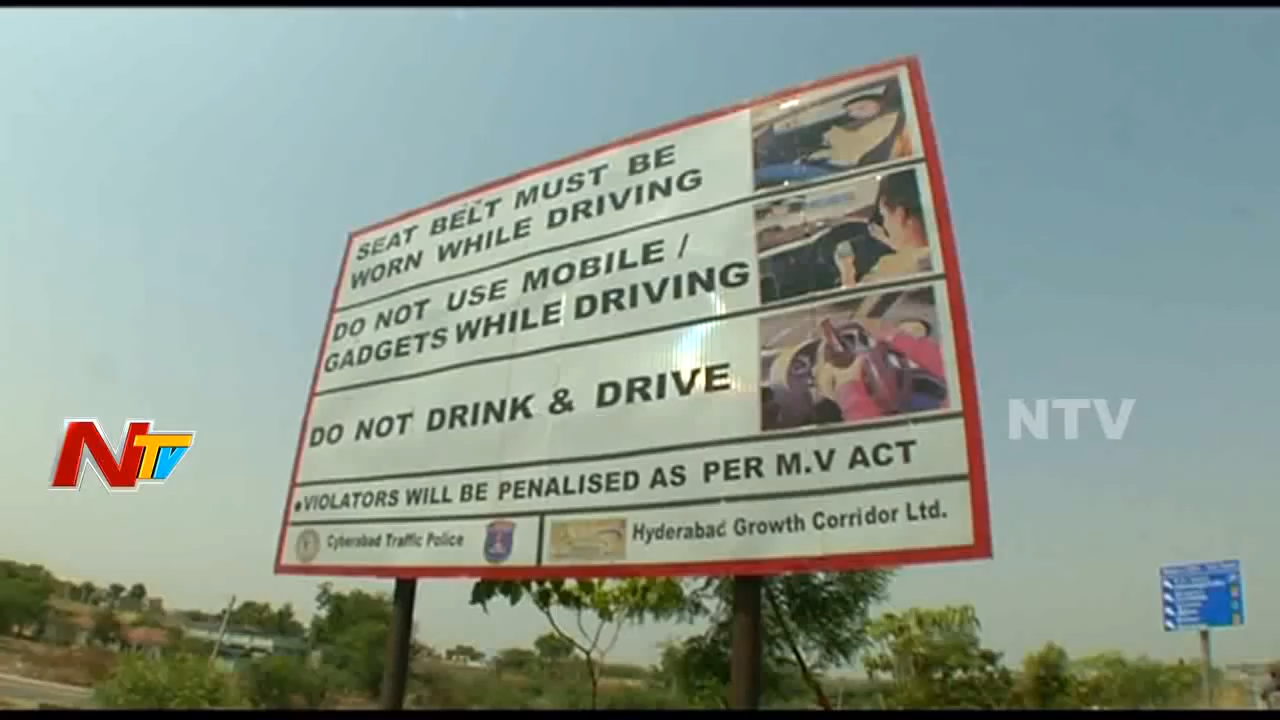 SEAT BELT MUST BE
WORN WHILE DRIVING
DO NOT USE MOBILE /
GADGETS WHILE DRIVING
DO NOT DRINK & DRIVE
•VIOLATORS WILL BE PENALISED AS PER M.V ACT
Cyberabad Traffic Police
Hyderabad Growth Corridor Ltd.
NTV
NTV